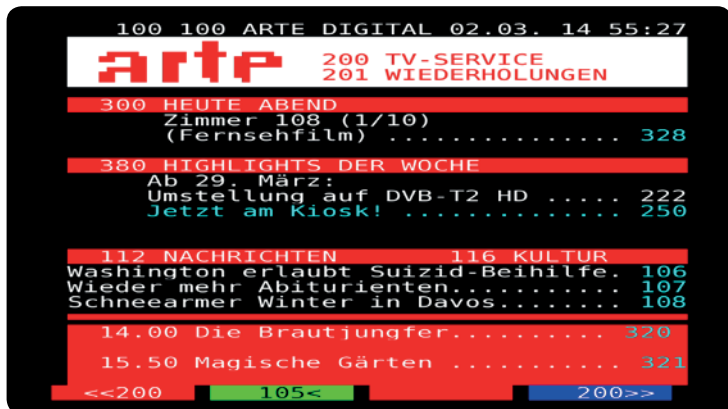 100 100 ARTE DIGITAL 02.03. 14 55:27
arte
200 TV-SERVICE
201 WIEDERHOLUNGEN
300 HEUTE ABEND
Zimmer 108 (1/10)
(Fernsehfilm) ............... 328
380 HIGHLIGHTS DER WOCHE
Ab 29. März:
Umstellung auf DVB-T2 HD ..... 222
Jetzt am Kiosk! .............. 250
112 NACHRICHTEN 116 KULTUR
Washington erlaubt Suizid-Beihilfe. 106
Wieder mehr Abiturienten........... 107
Schneearmer Winter in Davos........ 108
14.00 Die Brautjungfer.......... 320
15.50 Magische Gärten ........... 321
<<200 105< 200>>